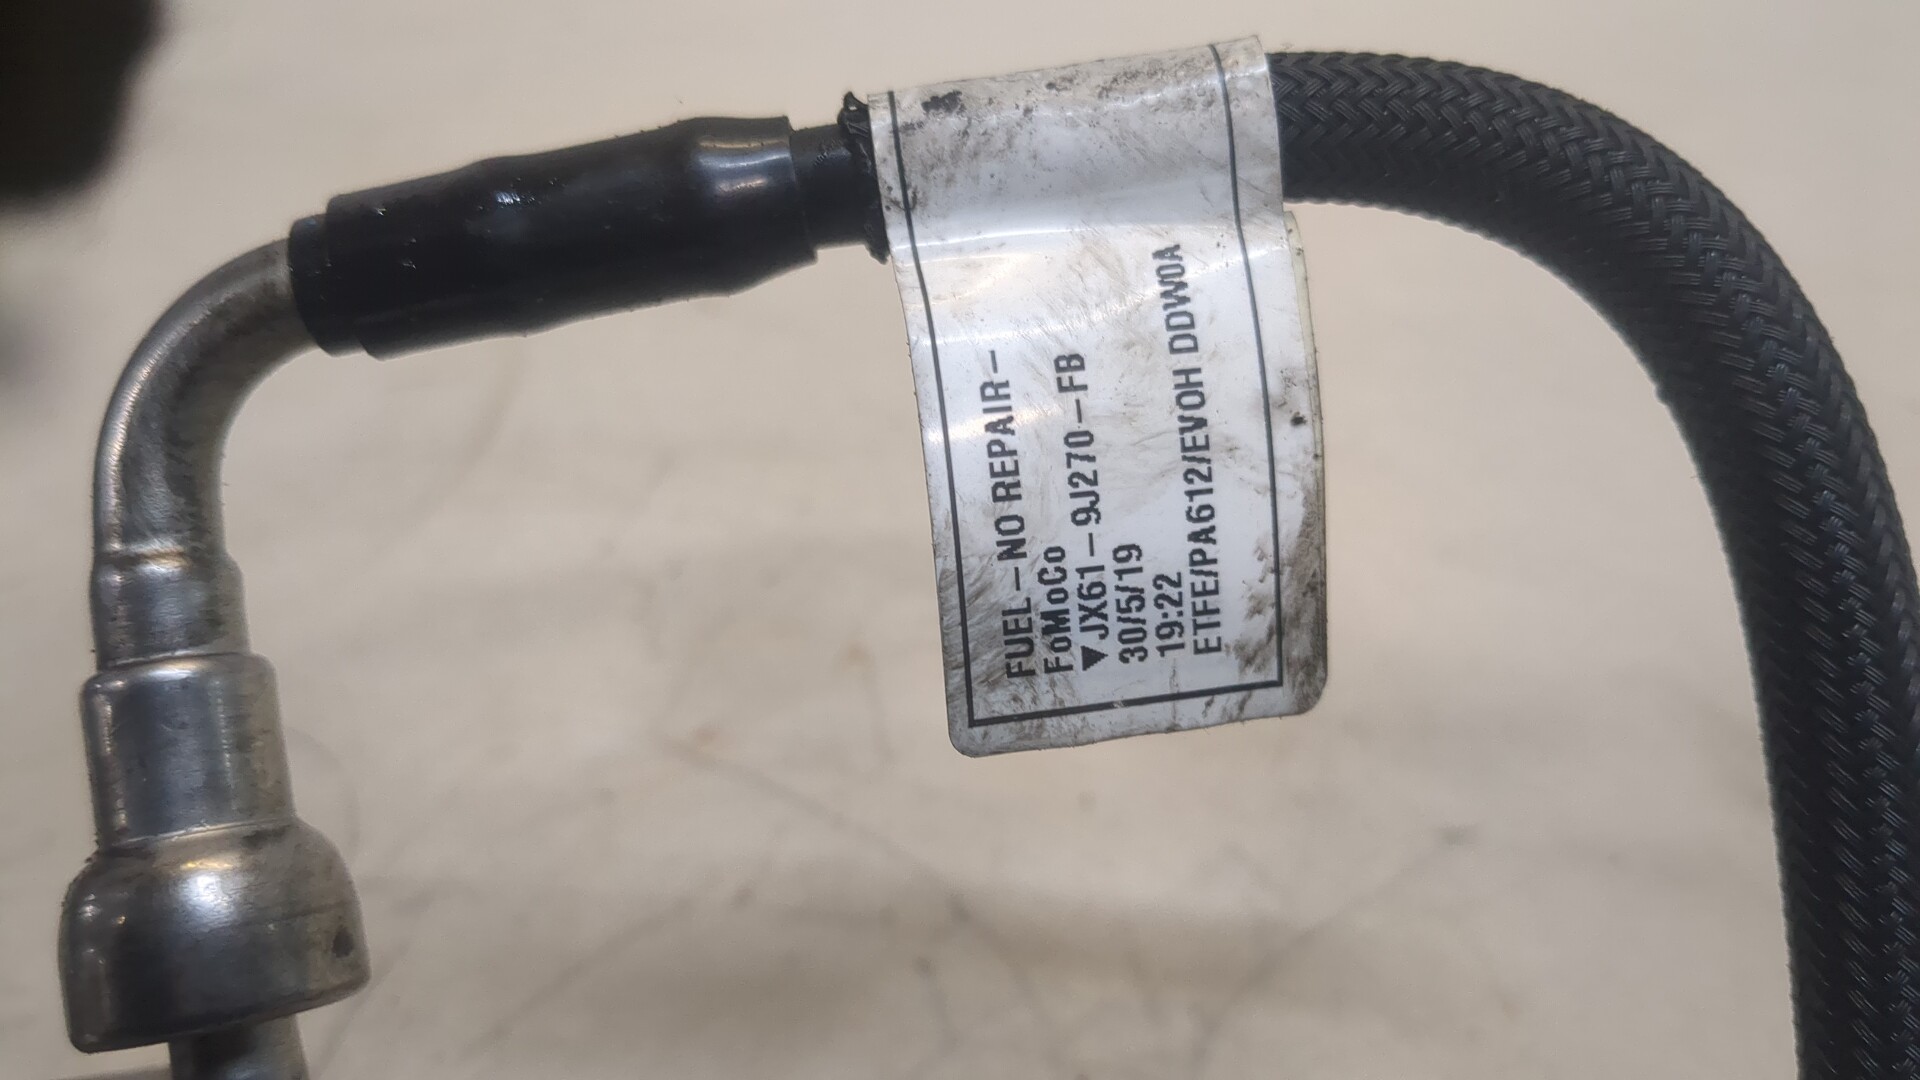 FUEL-NO REPAIR-
FoMoCo
▼JX61-9J270-FB
30/5/19
19:22
ETFE/PA612/EVOH DDW0A